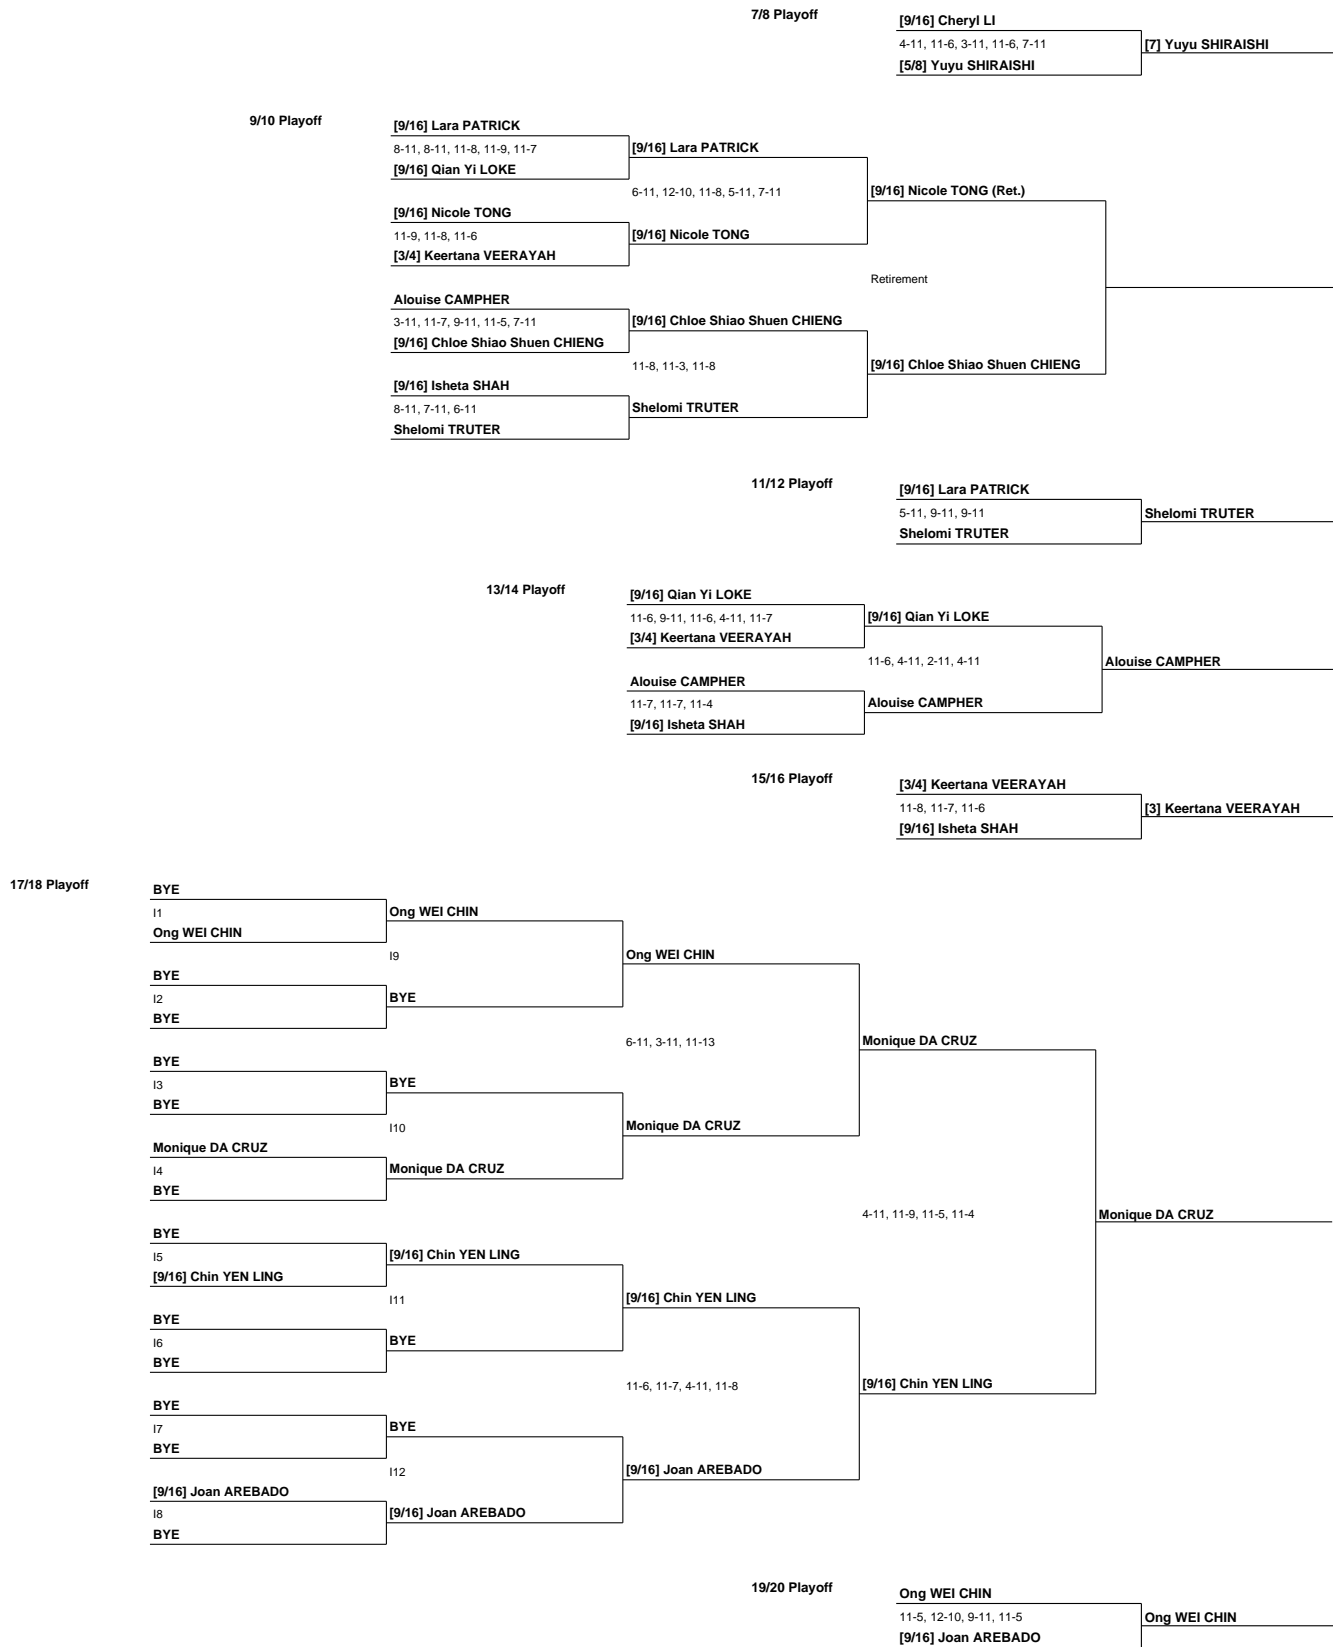 7/8 Playoff
[9/16] Cheryl LI
4-11, 11-6, 3-11, 11-6, 7-11
[7] Yuyu SHIRAISHI
[5/8] Yuyu SHIRAISHI
9/10 Playoff
[9/16] Lara PATRICK
8-11, 8-11, 11-8, 11-9, 11-7
[9/16] Lara PATRICK
[9/16] Qian Yi LOKE
6-11, 12-10, 11-8, 5-11, 7-11
[9/16] Nicole TONG (Ret.)
[9/16] Nicole TONG
11-9, 11-8, 11-6
[9/16] Nicole TONG
[3/4] Keertana VEERAYAH
Retirement
Alouise CAMPHER
3-11, 11-7, 9-11, 11-5, 7-11
[9/16] Chloe Shiao Shuen CHIENG
[9/16] Chloe Shiao Shuen CHIENG
11-8, 11-3, 11-8
[9/16] Chloe Shiao Shuen CHIENG
[9/16] Isheta SHAH
8-11, 7-11, 6-11
Shelomi TRUTER
Shelomi TRUTER
11/12 Playoff
[9/16] Lara PATRICK
5-11, 9-11, 9-11
Shelomi TRUTER
Shelomi TRUTER
13/14 Playoff
[9/16] Qian Yi LOKE
11-6, 9-11, 11-6, 4-11, 11-7
[9/16] Qian Yi LOKE
[3/4] Keertana VEERAYAH
11-6, 4-11, 2-11, 4-11
Alouise CAMPHER
Alouise CAMPHER
11-7, 11-7, 11-4
Alouise CAMPHER
[9/16] Isheta SHAH
15/16 Playoff
[3/4] Keertana VEERAYAH
11-8, 11-7, 11-6
[3] Keertana VEERAYAH
[9/16] Isheta SHAH
17/18 Playoff
BYE
I1
Ong WEI CHIN
Ong WEI CHIN
I9
Ong WEI CHIN
BYE
I2
BYE
BYE
6-11, 3-11, 11-13
Monique DA CRUZ
BYE
I3
BYE
BYE
I10
Monique DA CRUZ
Monique DA CRUZ
I4
Monique DA CRUZ
BYE
4-11, 11-9, 11-5, 11-4
Monique DA CRUZ
BYE
I5
[9/16] Chin YEN LING
[9/16] Chin YEN LING
I11
[9/16] Chin YEN LING
BYE
I6
BYE
BYE
11-6, 11-7, 4-11, 11-8
[9/16] Chin YEN LING
BYE
I7
BYE
BYE
I12
[9/16] Joan AREBADO
[9/16] Joan AREBADO
I8
[9/16] Joan AREBADO
BYE
19/20 Playoff
Ong WEI CHIN
11-5, 12-10, 9-11, 11-5
Ong WEI CHIN
[9/16] Joan AREBADO